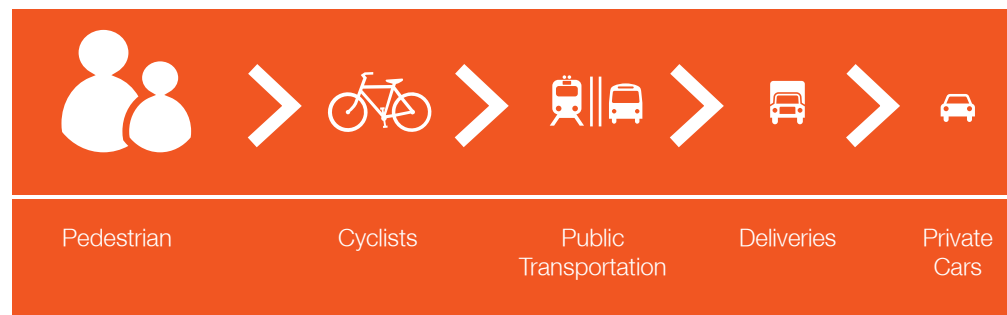 Pedestrian
Cyclists
Public
Transportation
Deliveries
Private
Cars